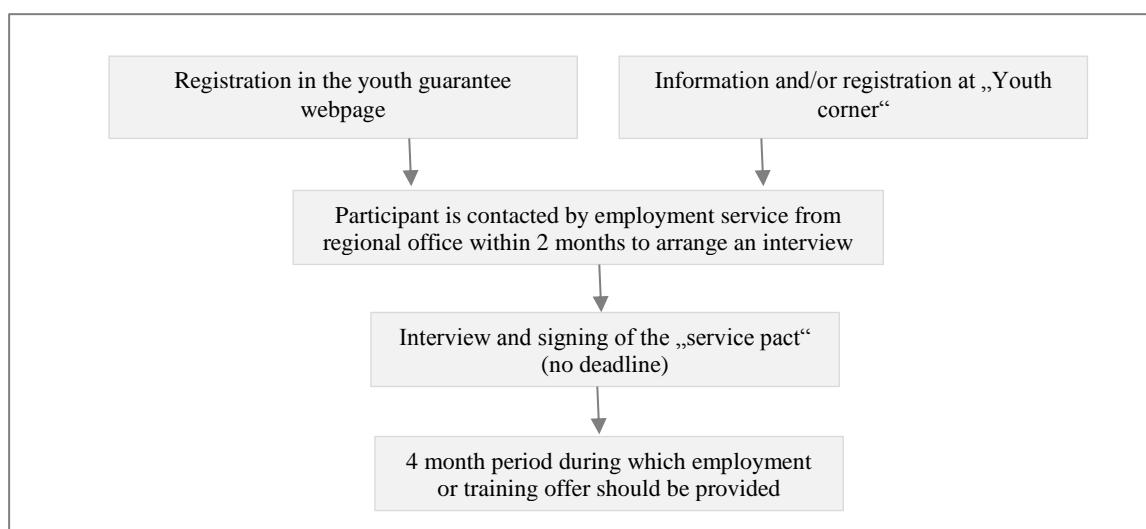 Registration in the youth guarantee
webpage
Information and/or registration at „Youth
corner“
Participant is contacted by employment service from
regional office within 2 months to arrange an interview
Interview and signing of the „service pact“
(no deadline)
4 month period during which employment
or training offer should be provided